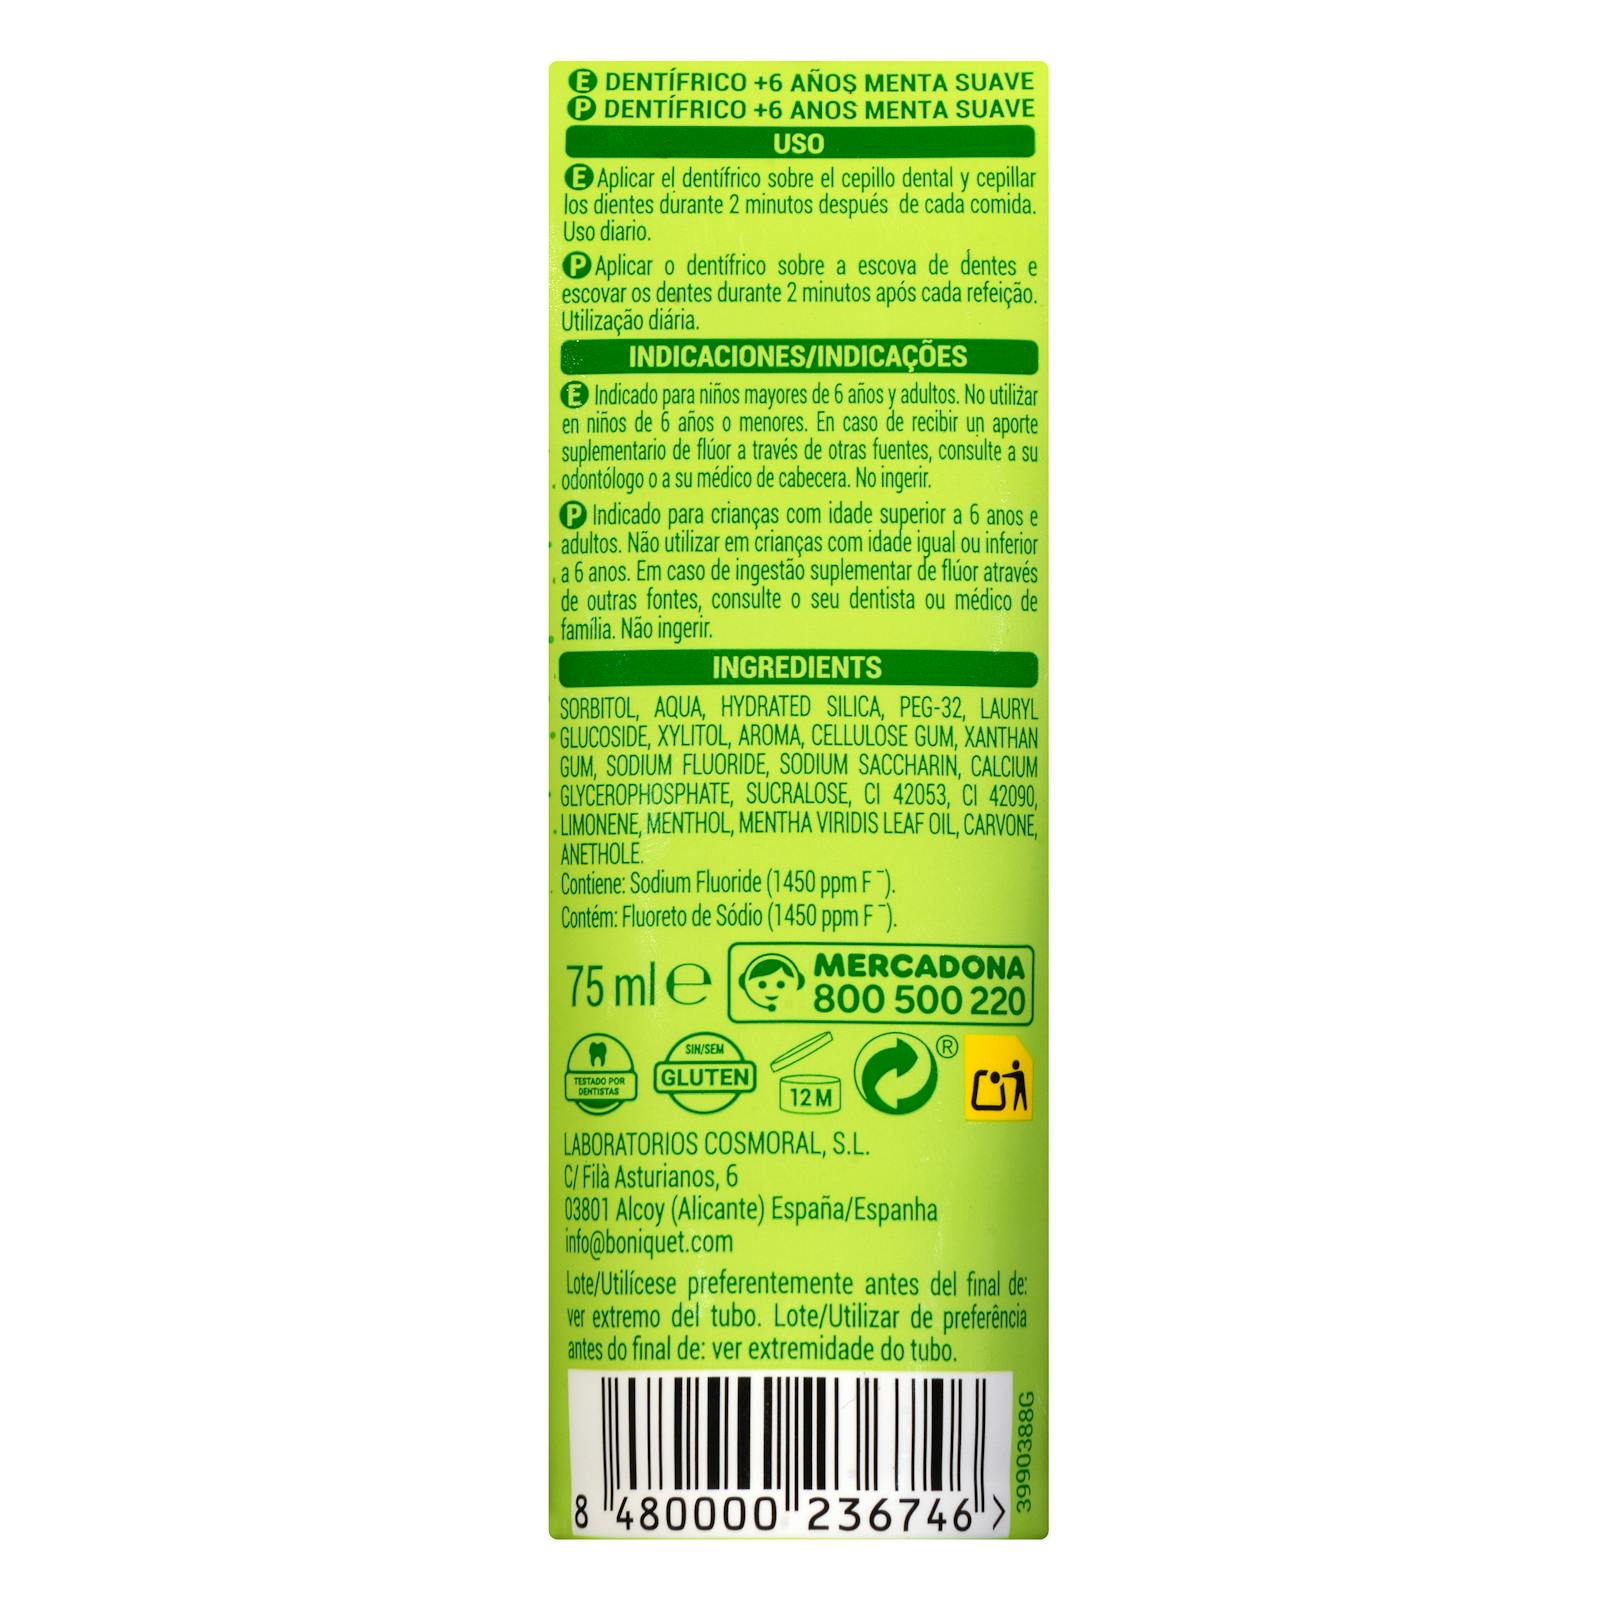 E DENTÍFRICO +6 AÑOS MENTA SUAVE
P DENTÍFRICO +6 ANOS MENTA SUAVE
USO
E Aplicar el dentífrico sobre el cepillo dental y cepillar
los dientes durante 2 minutos después de cada comida.
Uso diario.
P Aplicar o dentífrico sobre a escova de dentes e
escovar os dentes durante 2 minutos após cada refeição.
Utilização diária.
INDICACIONES/INDICAÇÕES
E Indicado para niños mayores de 6 años y adultos. No utilizar
en niños de 6 años o menores. En caso de recibir un aporte
suplementario de flúor a través de otras fuentes, consulte a su
odontólogo o a su médico de cabecera. No ingerir.
P Indicado para crianças com idade superior a 6 anos e
adultos. Não utilizar em crianças com idade igual ou inferior
a 6 anos. Em caso de ingestão suplementar de flúor através
de outras fontes, consulte o seu dentista ou médico de
família. Não ingerir.
INGREDIENTS
SORBITOL, AQUA, HYDRATED SILICA, PEG-32, LAURYL
GLUCOSIDE, XYLITOL, AROMA, CELLULOSE GUM, XANTHAN
GUM, SODIUM FLUORIDE, SODIUM SACCHARIN, CALCIUM
GLYCEROPHOSPHATE, SUCRALOSE, CI 42053, CI 42090,
LIMONENE, MENTHOL, MENTHA VIRIDIS LEAF OIL, CARVONE,
ANETHOLE.
Contiene: Sodium Fluoride (1450 ppm F ⁻).
Contém: Fluoreto de Sódio (1450 ppm F ⁻).
75 ml ℮
MERCADONA
800 500 220
TESTADO POR
DENTISTAS
SIN/SEM
GLUTEN
12 M
®
LABORATORIOS COSMORAL, S.L.
C/ Filà Asturianos, 6
03801 Alcoy (Alicante) España/Espanha
info@boniquet.com
Lote/Utilícese preferentemente antes del final de:
ver extremo del tubo. Lote/Utilizar de preferência
antes do final de: ver extremidade do tubo.
3990388G
8 480000 236746 >